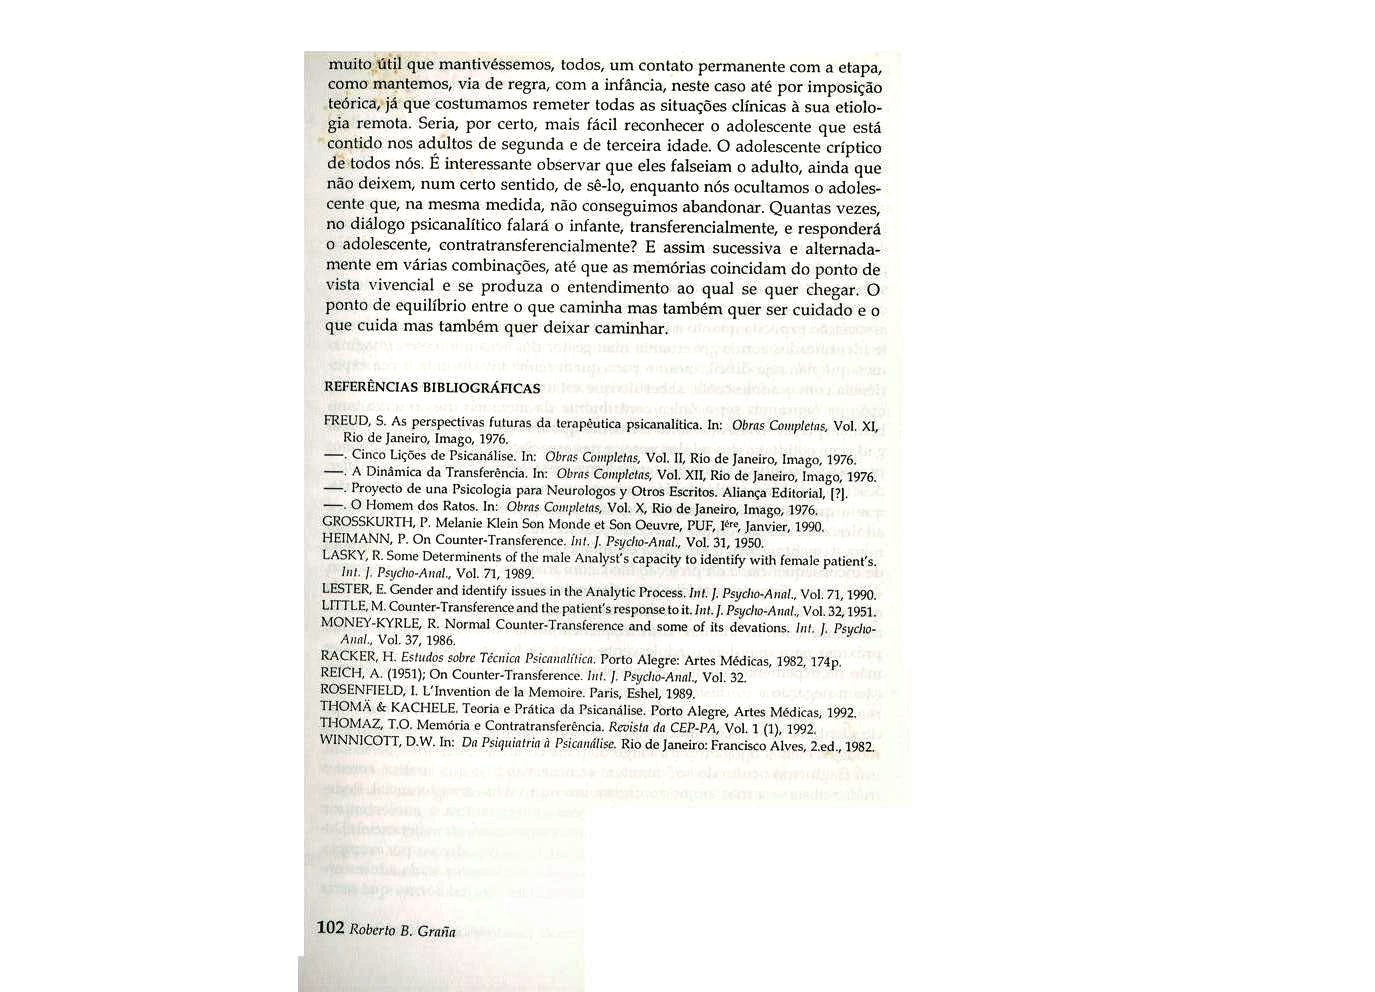 muito útil que mantivéssemos, todos, um contato permanente com a etapa,
como mantemos, via de regra, com a infância, neste caso até por imposição
teórica, já que costumamos remeter todas as situações clínicas à sua etiolo-
gia remota. Seria, por certo, mais fácil reconhecer o adolescente que está
contido nos adultos de segunda e de terceira idade. O adolescente críptico
de todos nós. É interessante observar que eles falseiam o adulto, ainda que
não deixem, num certo sentido, de sê-lo, enquanto nós ocultamos o adoles-
cente que, na mesma medida, não conseguimos abandonar. Quantas vezes,
no diálogo psicanalítico falará o infante, transferencialmente, e responderá
o adolescente, contratransferencialmente? E assim sucessiva e alternada-
mente em várias combinações, até que as memórias coincidam do ponto de
vista vivencial e se produza o entendimento ao qual se quer chegar. O
ponto de equilíbrio entre o que caminha mas também quer ser cuidado e o
que cuida mas também quer deixar caminhar.
REFERÊNCIAS BIBLIOGRÁFICAS
FREUD, S. As perspectivas futuras da terapêutica psicanalítica. In: Obras Completas, Vol. XI,
Rio de Janeiro, Imago, 1976.
——. Cinco Lições de Psicanálise. In: Obras Completas, Vol. II, Rio de Janeiro, Imago, 1976.
——. A Dinâmica da Transferência. In: Obras Completas, Vol. XII, Rio de Janeiro, Imago, 1976.
——. Proyecto de una Psicologia para Neurologos y Otros Escritos. Aliança Editorial, [?].
——. O Homem dos Ratos. In: Obras Completas, Vol. X, Rio de Janeiro, Imago, 1976.
GROSSKURTH, P. Melanie Klein Son Monde et Son Oeuvre, PUF, Ière, Janvier, 1990.
HEIMANN, P. On Counter-Transference. Int. J. Psycho-Anal., Vol. 31, 1950.
LASKY, R. Some Determinents of the male Analyst's capacity to identify with female patient's.
Int. J. Psycho-Anal., Vol. 71, 1989.
LESTER, E. Gender and identify issues in the Analytic Process. Int. J. Psycho-Anal., Vol. 71, 1990.
LITTLE, M. Counter-Transference and the patient's response to it. Int. J. Psycho-Anal., Vol. 32, 1951.
MONEY-KYRLE, R. Normal Counter-Transference and some of its devations. Int. J. Psycho-
Anal., Vol. 37, 1986.
RACKER, H. Estudos sobre Técnica Psicanalítica. Porto Alegre: Artes Médicas, 1982, 174p.
REICH, A. (1951); On Counter-Transference. Int. J. Psycho-Anal., Vol. 32.
ROSENFIELD, I. L'Invention de la Memoire. Paris, Eshel, 1989.
THOMÄ & KACHELE. Teoria e Prática da Psicanálise. Porto Alegre, Artes Médicas, 1992.
THOMAZ, T.O. Memória e Contratransferência. Revista da CEP-PA, Vol. 1 (1), 1992.
WINNICOTT, D.W. In: Da Psiquiatria à Psicanálise. Rio de Janeiro: Francisco Alves, 2.ed., 1982.
102 Roberto B. Graña